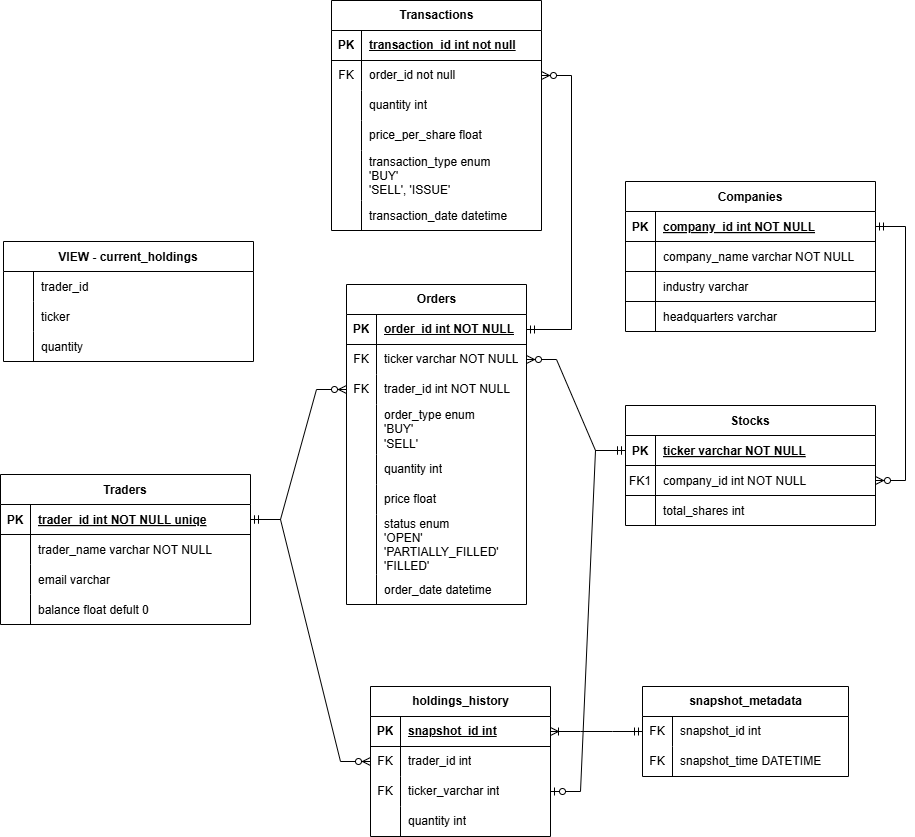 Transactions
PK transaction_id int not null
FK order_id not null
quantity int
price_per_share float
transaction_type enum
'BUY'
'SELL', 'ISSUE'
transaction_date datetime
Companies
PK company_id int NOT NULL
company_name varchar NOT NULL
industry varchar
headquarters varchar
VIEW - current_holdings
trader_id
ticker
quantity
Orders
PK order_id int NOT NULL
FK ticker varchar NOT NULL
FK trader_id int NOT NULL
order_type enum
'BUY'
'SELL'
quantity int
price float
status enum
'OPEN'
'PARTIALLY_FILLED'
'FILLED'
order_date datetime
Stocks
PK ticker varchar NOT NULL
FK1 company_id int NOT NULL
total_shares int
Traders
PK trader_id int NOT NULL uniqe
trader_name varchar NOT NULL
email varchar
balance float defult 0
holdings_history
PK snapshot_id int
FK trader_id int
FK ticker_varchar int
quantity int
snapshot_metadata
FK snapshot_id int
FK snapshot_time DATETIME